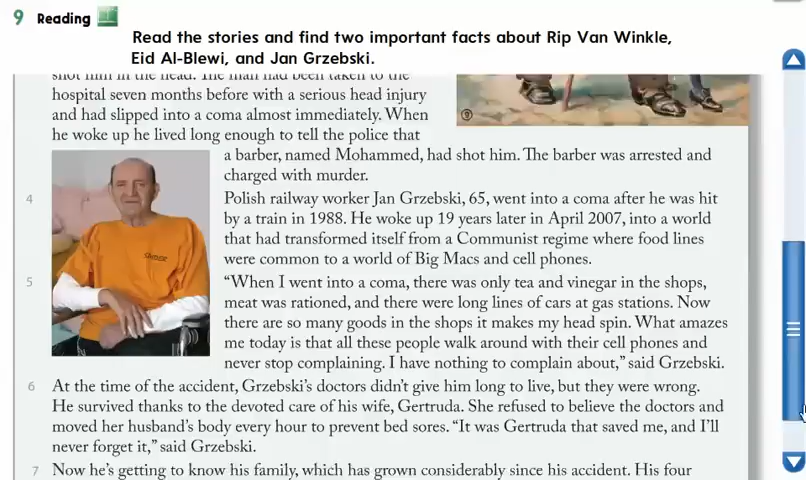 9 Reading
Read the stories and find two important facts about Rip Van Winkle,
Eid Al-Blewi, and Jan Grzebski.
shot him in the head. The man had been taken to the
hospital seven months before with a serious head injury
and had slipped into a coma almost immediately. When
he woke up he lived long enough to tell the police that
a barber, named Mohammed, had shot him. The barber was arrested and
charged with murder.
4 Polish railway worker Jan Grzebski, 65, went into a coma after he was hit
by a train in 1988. He woke up 19 years later in April 2007, into a world
that had transformed itself from a Communist regime where food lines
were common to a world of Big Macs and cell phones.
5 “When I went into a coma, there was only tea and vinegar in the shops,
meat was rationed, and there were long lines of cars at gas stations. Now
there are so many goods in the shops it makes my head spin. What amazes
me today is that all these people walk around with their cell phones and
never stop complaining. I have nothing to complain about,” said Grzebski.
6 At the time of the accident, Grzebski’s doctors didn’t give him long to live, but they were wrong.
He survived thanks to the devoted care of his wife, Gertruda. She refused to believe the doctors and
moved her husband’s body every hour to prevent bed sores. “It was Gertruda that saved me, and I’ll
never forget it,” said Grzebski.
7 Now he’s getting to know his family, which has grown considerably since his accident. His four